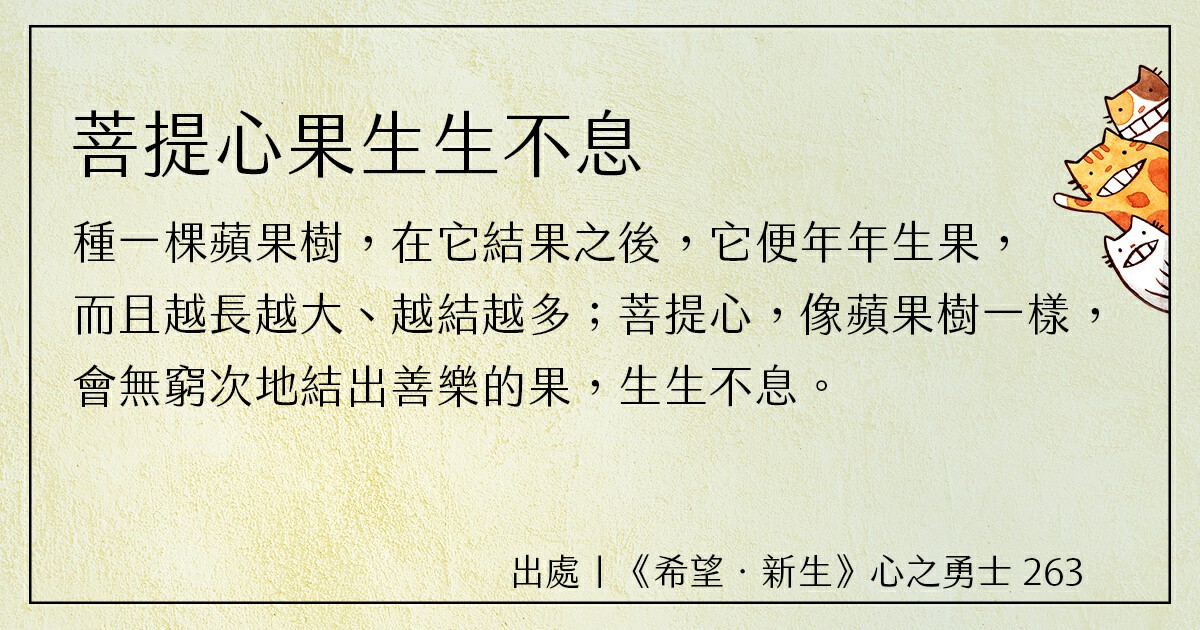 菩提心果生生不息
種一棵蘋果樹，在它結果之後，它便年年生果，
而且越長越大、越結越多；菩提心，像蘋果樹一樣，
會無窮次地結出善樂的果，生生不息。
出處｜《希望．新生》心之勇士 263